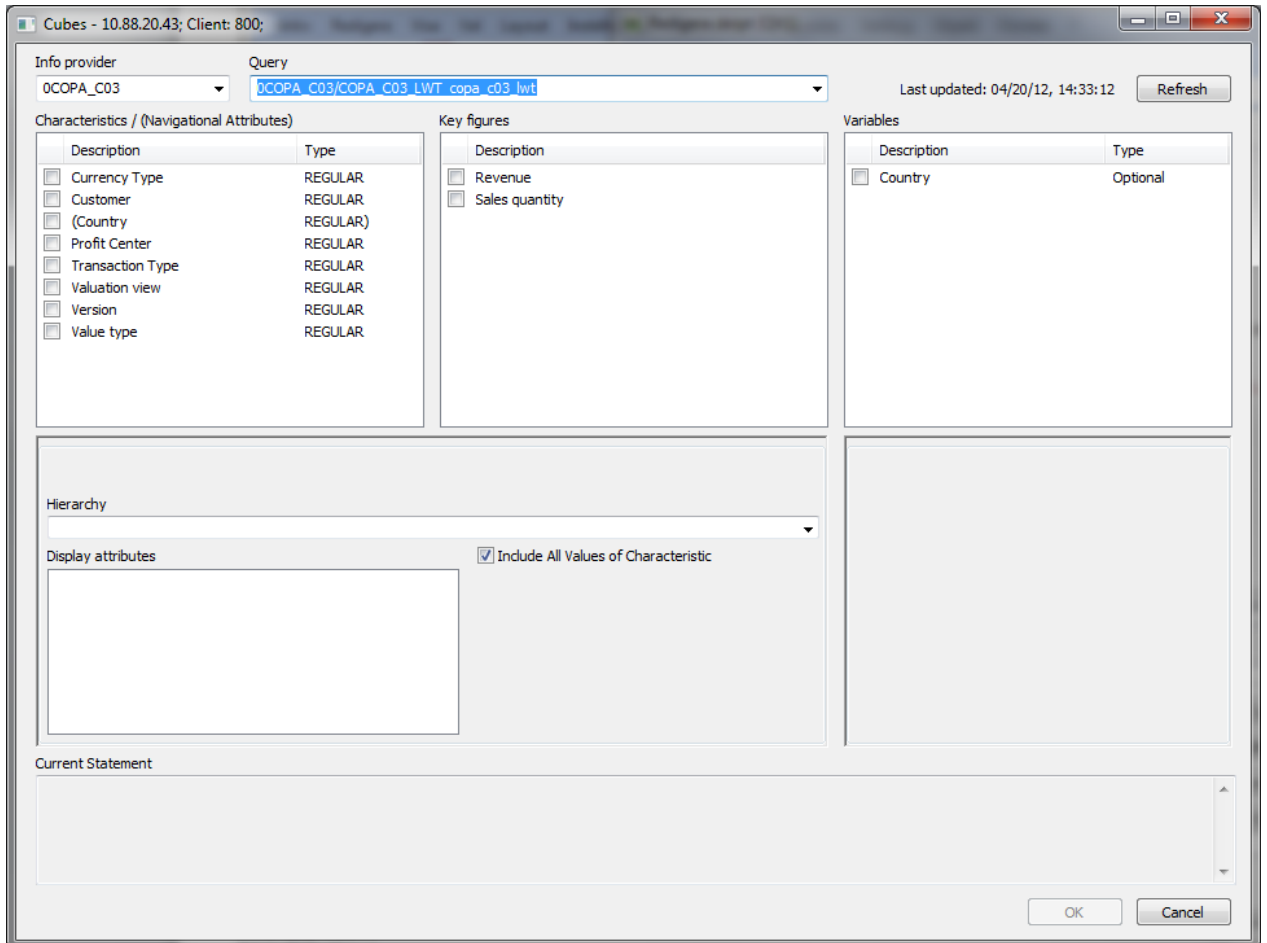 Cubes - 10.88.20.43; Client: 800;
Info provider Query
0COPA_C03 0COPA_C03/COPA_C03_LWT copa_c03_lwt Last updated: 04/20/12, 14:33:12 Refresh
Characteristics / (Navigational Attributes) Key figures Variables
Description Type Description Description Type
Currency Type REGULAR Revenue Country Optional
Customer REGULAR Sales quantity
(Country REGULAR)
Profit Center REGULAR
Transaction Type REGULAR
Valuation view REGULAR
Version REGULAR
Value type REGULAR
Hierarchy
Display attributes Include All Values of Characteristic
Current Statement
OK Cancel